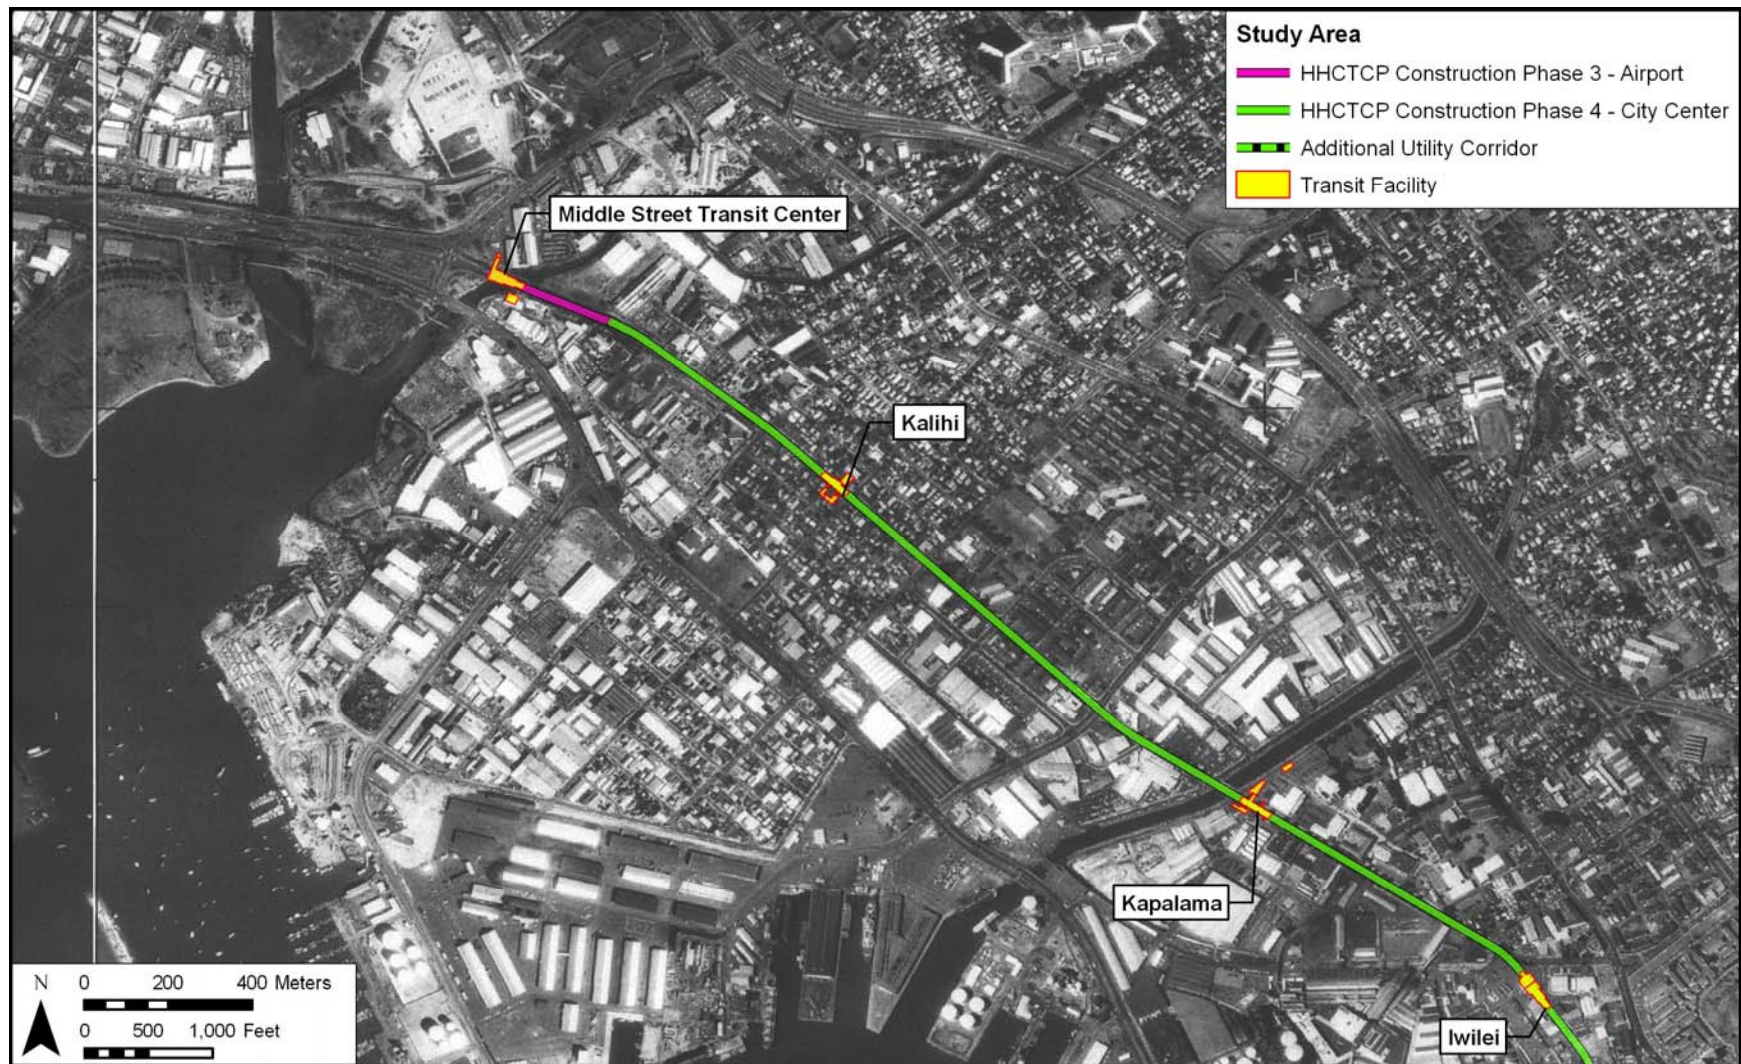 Study Area
HHCTCP Construction Phase 3 - Airport
HHCTCP Construction Phase 4 - City Center
Additional Utility Corridor
Transit Facility
Middle Street Transit Center
Kalihi
Kapalama
Iwilei
N
0 200 400 Meters
0 500 1,000 Feet